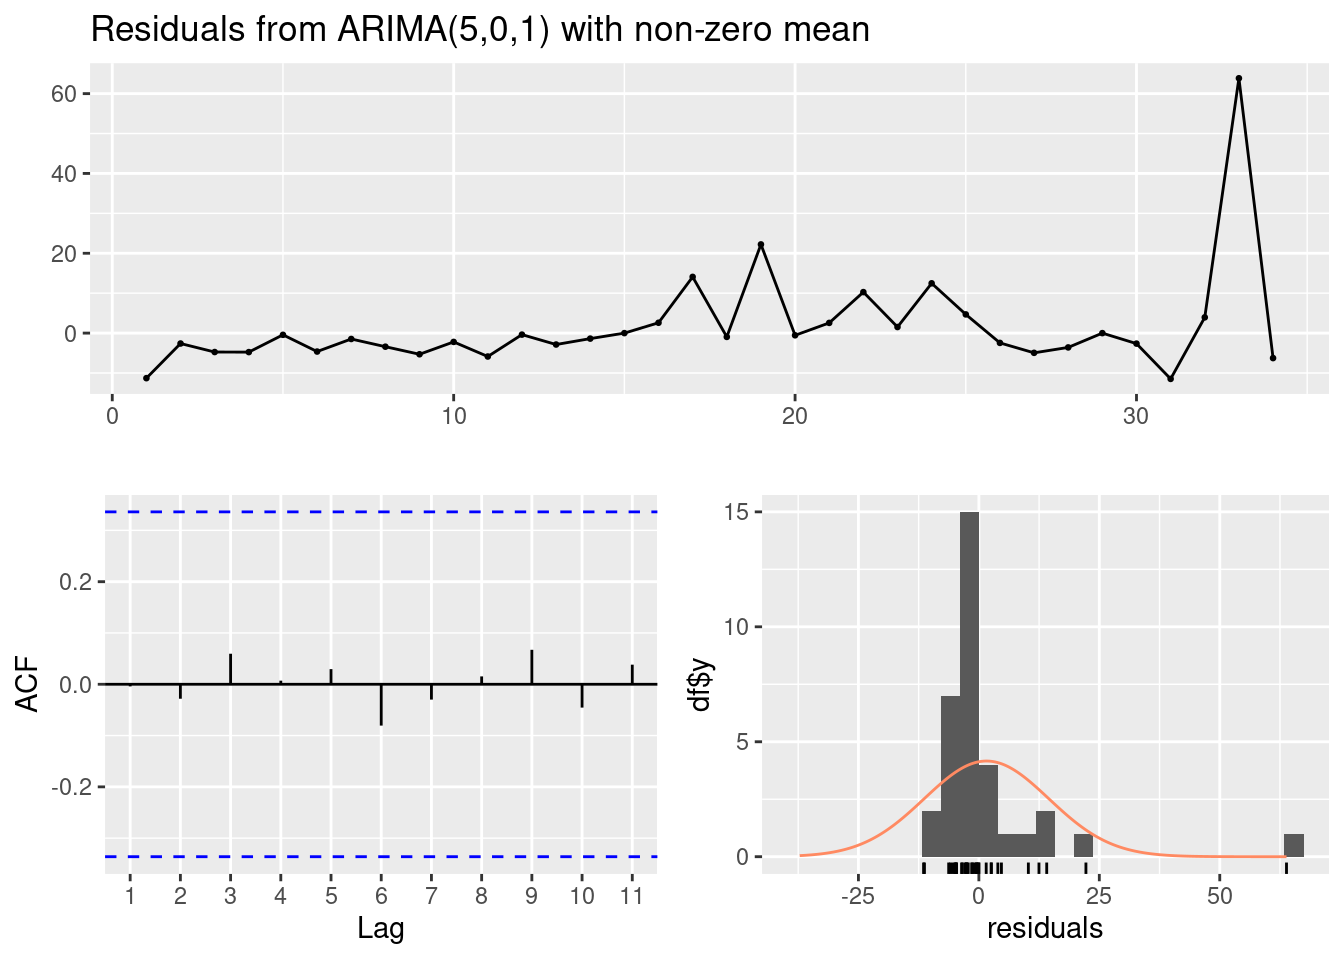 Residuals from ARIMA(5,0,1) with non-zero mean
60
40
20
0
0 10 20 30
0.2
0.0
-0.2
ACF
1 2 3 4 5 6 7 8 9 10 11
Lag
15
10
5
0
df$y
-25 0 25 50
residuals